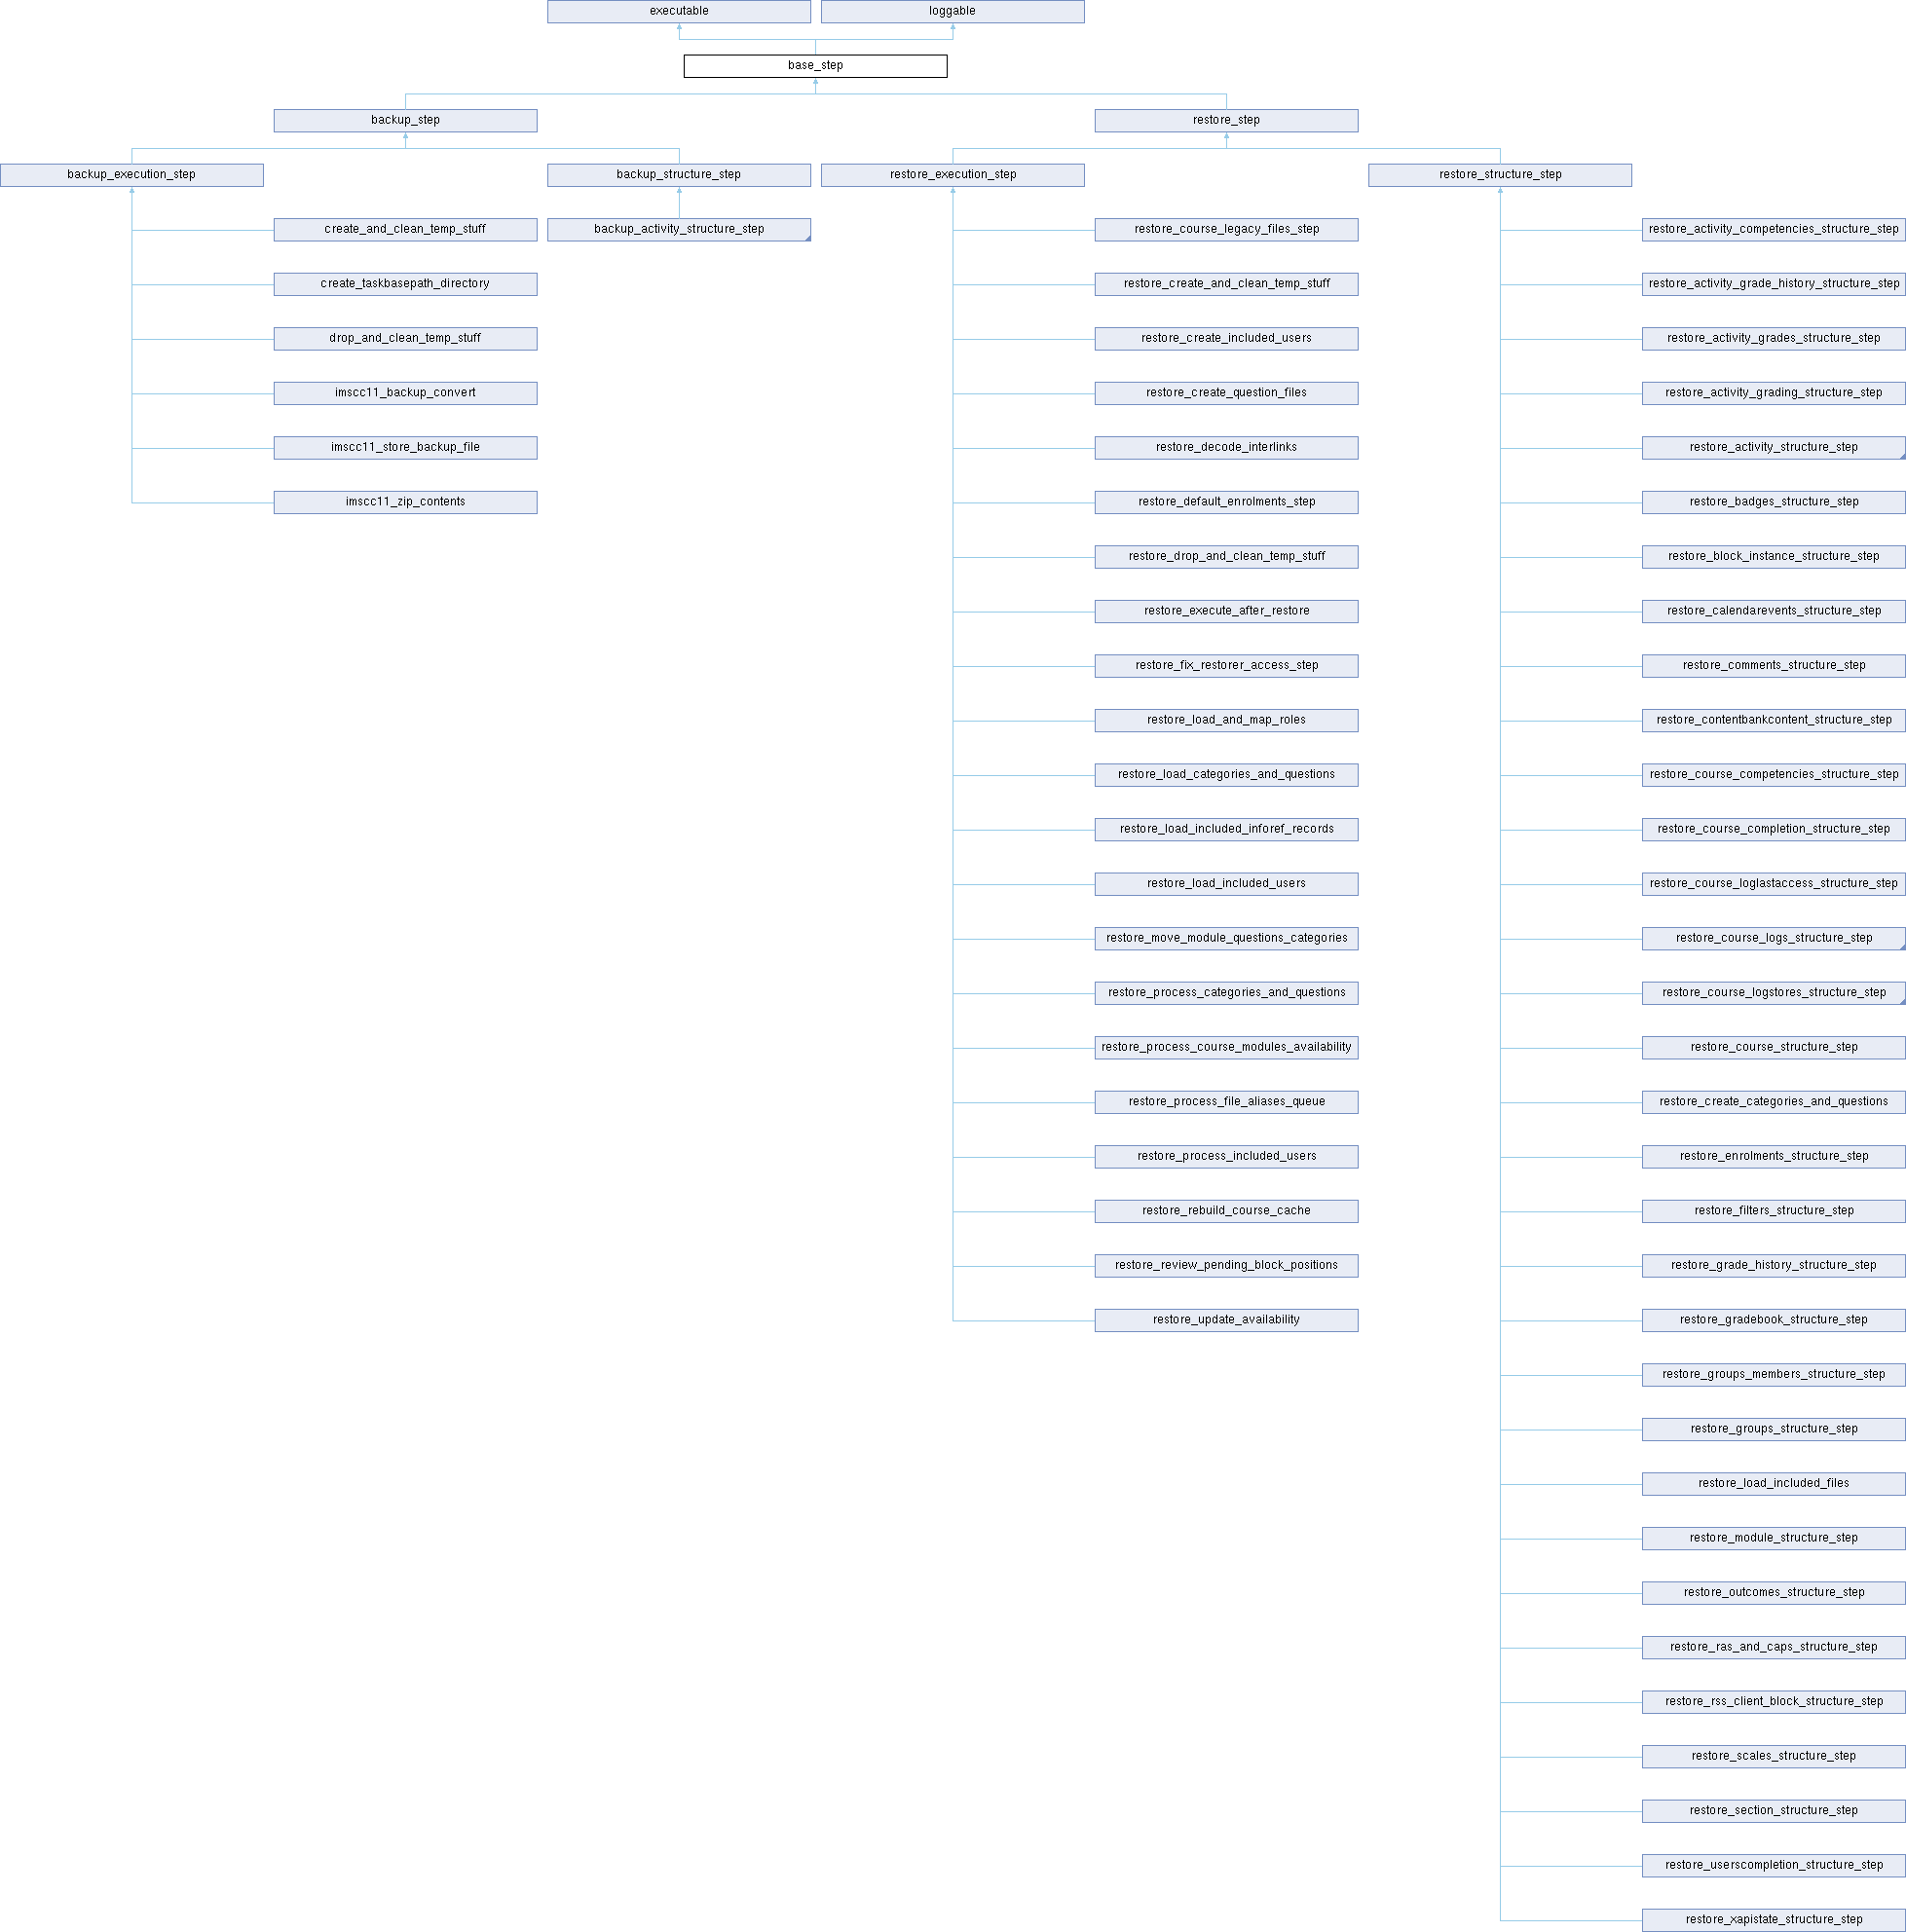 executable
loggable
base_step
backup_step
restore_step
backup_execution_step
backup_structure_step
restore_execution_step
restore_structure_step
create_and_clean_temp_stuff
backup_activity_structure_step
restore_course_legacy_files_step
restore_activity_competencies_structure_step
create_taskbasepath_directory
restore_create_and_clean_temp_stuff
restore_activity_grade_history_structure_step
drop_and_clean_temp_stuff
restore_create_included_users
restore_activity_grades_structure_step
imscc11_backup_convert
restore_create_question_files
restore_activity_grading_structure_step
imscc11_store_backup_file
restore_decode_interlinks
restore_activity_structure_step
imscc11_zip_contents
restore_default_enrolments_step
restore_badges_structure_step
restore_drop_and_clean_temp_stuff
restore_block_instance_structure_step
restore_execute_after_restore
restore_calendarevents_structure_step
restore_fix_restorer_access_step
restore_comments_structure_step
restore_load_and_map_roles
restore_contentbankcontent_structure_step
restore_load_categories_and_questions
restore_course_competencies_structure_step
restore_load_included_inforef_records
restore_course_completion_structure_step
restore_load_included_users
restore_course_loglastaccess_structure_step
restore_move_module_questions_categories
restore_course_logs_structure_step
restore_process_categories_and_questions
restore_course_logstores_structure_step
restore_process_course_modules_availability
restore_course_structure_step
restore_process_file_aliases_queue
restore_create_categories_and_questions
restore_process_included_users
restore_enrolments_structure_step
restore_rebuild_course_cache
restore_filters_structure_step
restore_review_pending_block_positions
restore_grade_history_structure_step
restore_update_availability
restore_gradebook_structure_step
restore_groups_members_structure_step
restore_groups_structure_step
restore_load_included_files
restore_module_structure_step
restore_outcomes_structure_step
restore_ras_and_caps_structure_step
restore_rss_client_block_structure_step
restore_scales_structure_step
restore_section_structure_step
restore_userscompletion_structure_step
restore_xapistate_structure_step